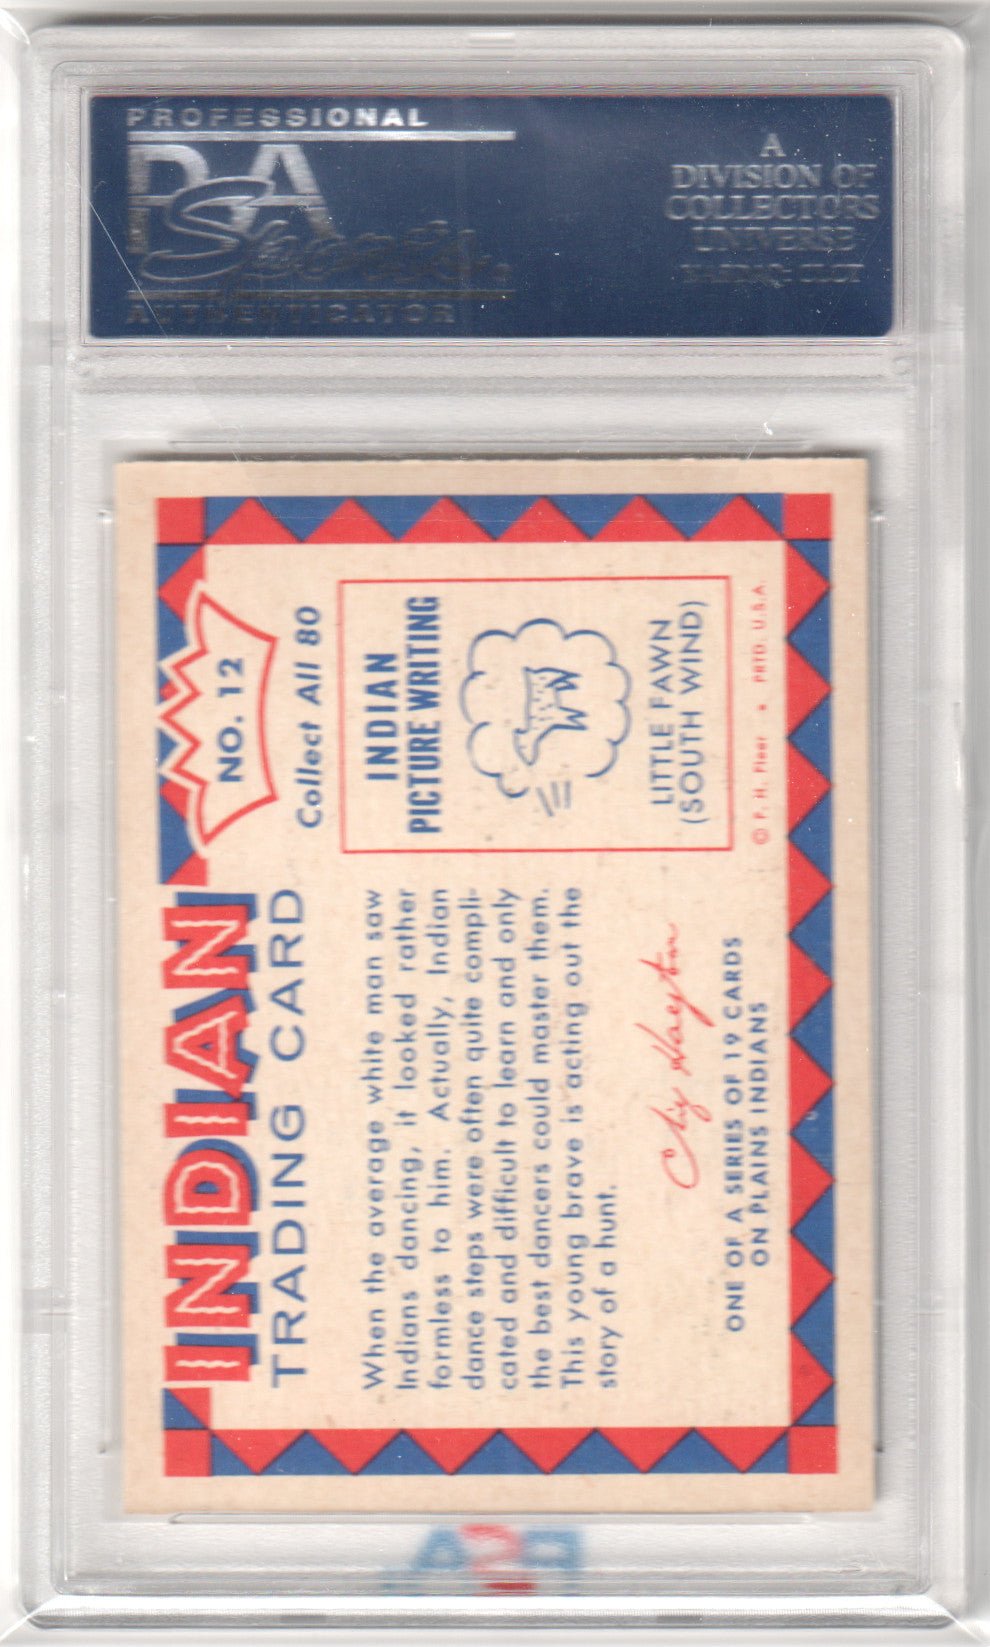 PROFESSIONAL
PSA
Sports
AUTHENTICATOR
A
DIVISION OF
COLLECTORS
UNIVERSE
NASDAQ: CLCT
INDIAN
TRADING CARD
NO. 12
Collect All 80
When the average white man saw
Indians dancing, it looked rather
formless to him. Actually, Indian
dance steps were often quite compli-
cated and difficult to learn and only
the best dancers could master them.
This young brave is acting out the
story of a hunt.
INDIAN
PICTURE WRITING
LITTLE FAWN
(SOUTH WIND)
Chig Hayton
ONE OF A SERIES OF 19 CARDS
ON PLAINS INDIANS
© F. H. Fleer • PRTD. U.S.A.